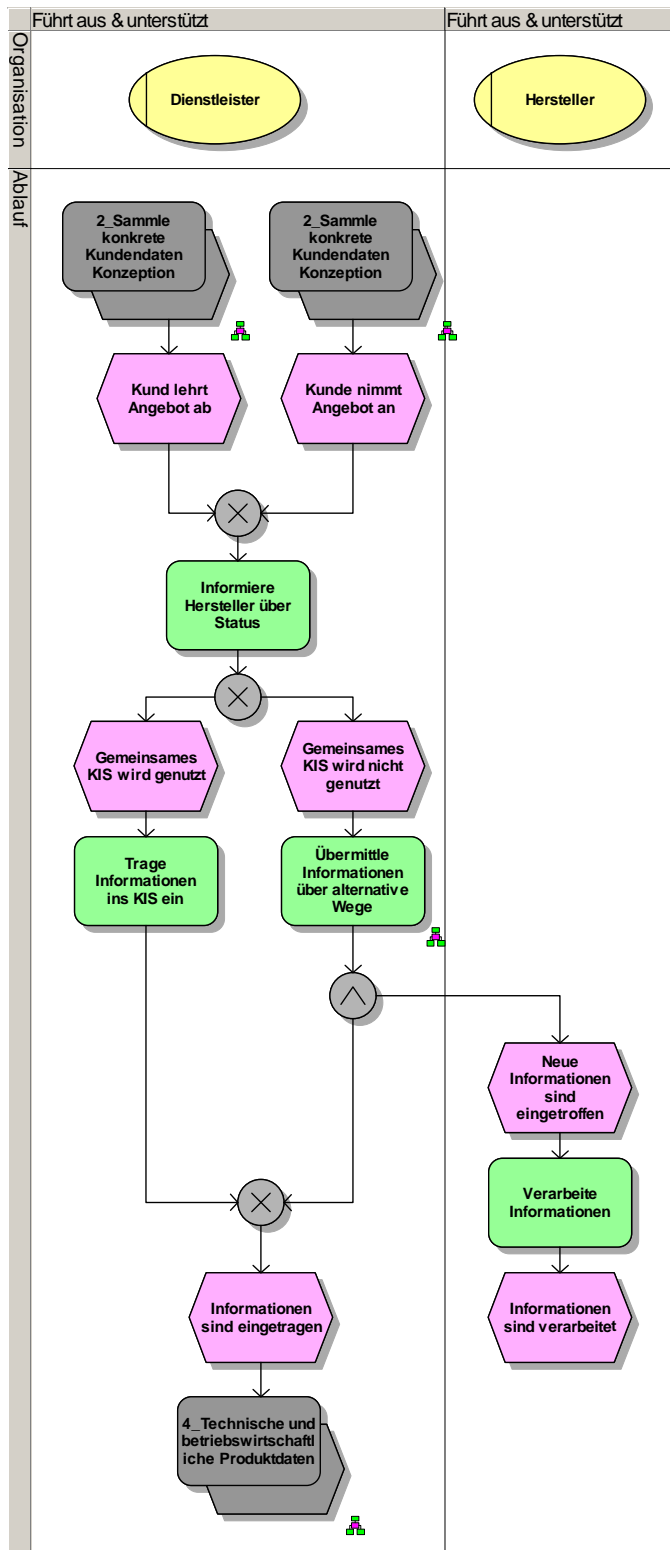 Führt aus & unterstützt
Führt aus & unterstützt
Organisation
Dienstleister
Hersteller
Ablauf
2_Sammle
konkrete
Kundendaten
Konzeption
2_Sammle
konkrete
Kundendaten
Konzeption
Kund lehrt
Angebot ab
Kunde nimmt
Angebot an
Informiere
Hersteller über
Status
Gemeinsames
KIS wird genutzt
Gemeinsames
KIS wird nicht
genutzt
Trage
Informationen
ins KIS ein
Übermittle
Informationen
über alternative
Wege
Neue
Informationen
sind
eingetroffen
Verarbeite
Informationen
Informationen
sind eingetragen
Informationen
sind verarbeitet
4_Technische und
betriebswirtschaftl
iche Produktdaten